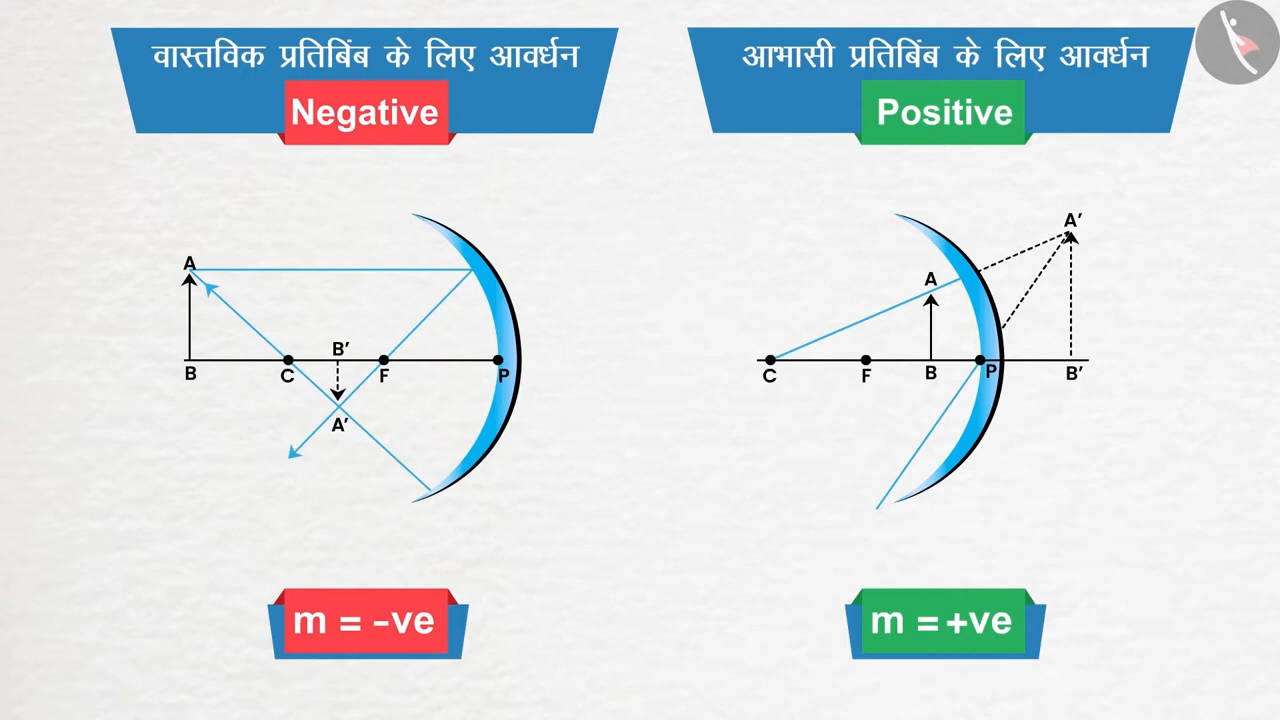 वास्तविक प्रतिबिंब के लिए आवर्धन
Negative
आभासी प्रतिबिंब के लिए आवर्धन
Positive
A
B
C
B′
A′
F
P
C
F
A
B
P
A′
B′
m = –ve
m = +ve